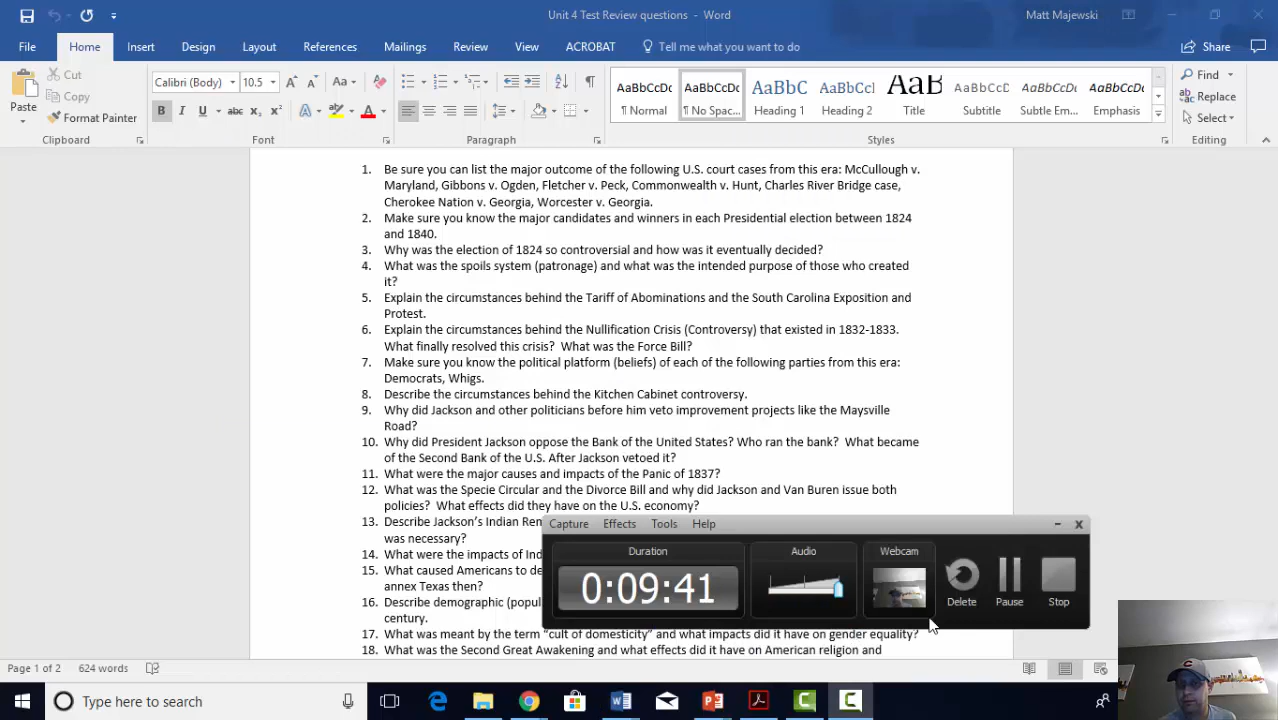 Unit 4 Test Review questions - Word
Matt Majewski
File Home Insert Design Layout References Mailings Review View ACROBAT Tell me what you want to do Share
Paste
Cut
Copy
Format Painter
Calibri (Body) 10.5
AaBbCcDc ¶ Normal
AaBbCcDc ¶ No Spac...
AaBbC Heading 1
AaBbCcI Heading 2
AaB Title
AaBbCcD Subtitle
AaBbCcDc Subtle Em...
AaBbCcDc Emphasis
Find
Replace
Select
Clipboard Font Paragraph Styles Editing
1. Be sure you can list the major outcome of the following U.S. court cases from this era: McCullough v.
Maryland, Gibbons v. Ogden, Fletcher v. Peck, Commonwealth v. Hunt, Charles River Bridge case,
Cherokee Nation v. Georgia, Worcester v. Georgia.
2. Make sure you know the major candidates and winners in each Presidential election between 1824
and 1840.
3. Why was the election of 1824 so controversial and how was it eventually decided?
4. What was the spoils system (patronage) and what was the intended purpose of those who created
it?
5. Explain the circumstances behind the Tariff of Abominations and the South Carolina Exposition and
Protest.
6. Explain the circumstances behind the Nullification Crisis (Controversy) that existed in 1832-1833.
What finally resolved this crisis? What was the Force Bill?
7. Make sure you know the political platform (beliefs) of each of the following parties from this era:
Democrats, Whigs.
8. Describe the circumstances behind the Kitchen Cabinet controversy.
9. Why did Jackson and other politicians before him veto improvement projects like the Maysville
Road?
10. Why did President Jackson oppose the Bank of the United States? Who ran the bank? What became
of the Second Bank of the U.S. After Jackson vetoed it?
11. What were the major causes and impacts of the Panic of 1837?
12. What was the Specie Circular and the Divorce Bill and why did Jackson and Van Buren issue both
policies? What effects did they have on the U.S. economy?
13. Describe Jackson's Indian Rem
was necessary?
14. What were the impacts of Indi
15. What caused Americans to de
annex Texas then?
16. Describe demographic (popul
century.
17. What was meant by the term "cult of domesticity" and what impacts did it have on gender equality?
18. What was the Second Great Awakening and what effects did it have on American religion and
Capture Effects Tools Help
Duration
0:09:41
Audio
Webcam
Delete
Pause
Stop
Page 1 of 2 624 words
Type here to search